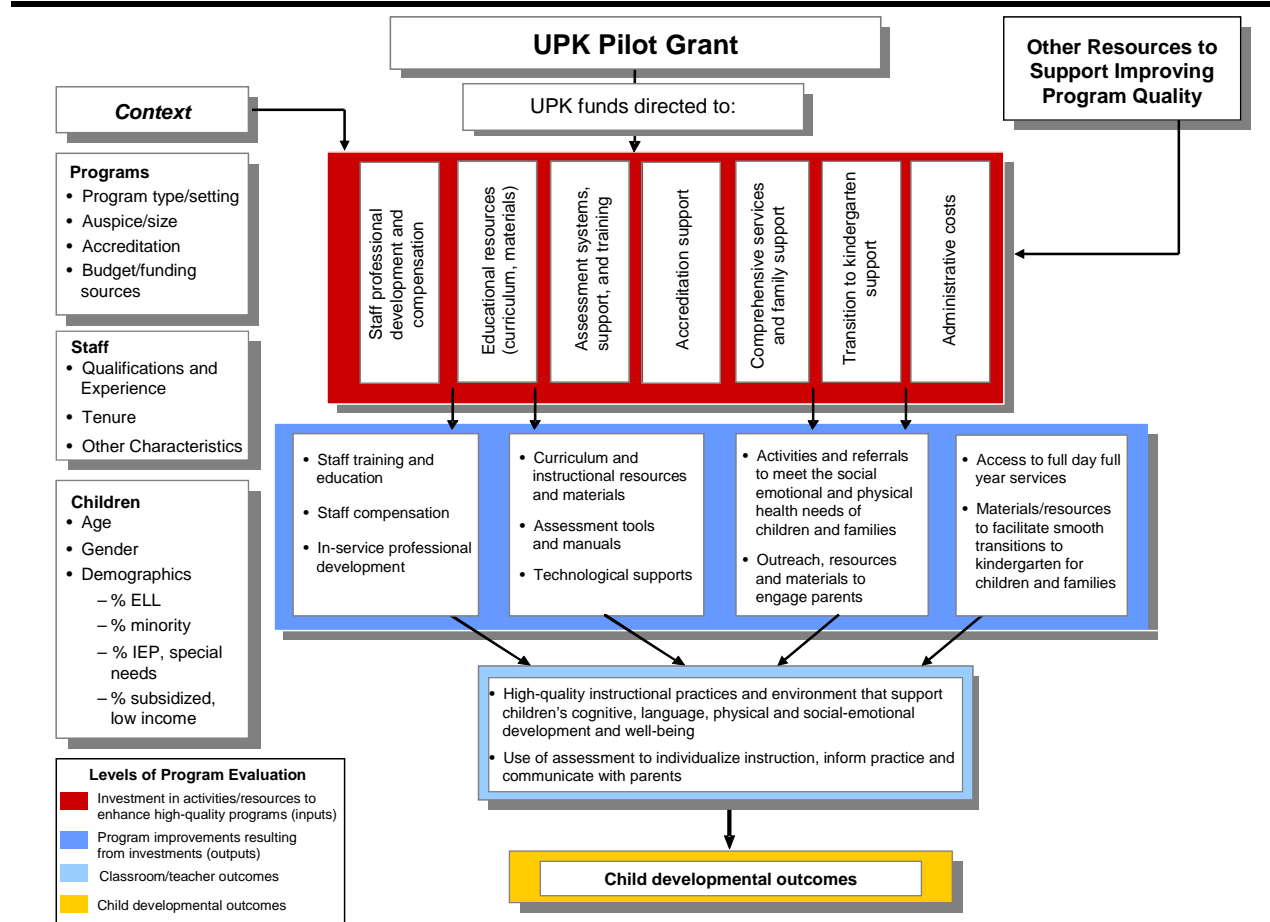 UPK Pilot Grant
Other Resources to
Support Improving
Program Quality
Context
UPK funds directed to:
Programs
• Program type/setting
• Auspice/size
• Accreditation
• Budget/funding
sources
Staff
• Qualifications and
Experience
• Tenure
• Other Characteristics
Children
• Age
• Gender
• Demographics
– % ELL
– % minority
– % IEP, special
needs
– % subsidized,
low income
Staff professional
development and
compensation
Educational resources
(curriculum, materials)
Assessment systems,
support, and training
Accreditation support
Comprehensive services
and family support
Transition to kindergarten
support
Administrative costs
• Staff training and
education
• Staff compensation
• In-service professional
development
• Curriculum and
instructional resources
and materials
• Assessment tools
and manuals
• Technological supports
• Activities and referrals
to meet the social
emotional and physical
health needs of
children and families
• Outreach, resources
and materials to
engage parents
• Access to full day full
year services
• Materials/resources
to facilitate smooth
transitions to
kindergarten for
children and families
• High-quality instructional practices and environment that support
children’s cognitive, language, physical and social-emotional
development and well-being
• Use of assessment to individualize instruction, inform practice and
communicate with parents
Child developmental outcomes
Levels of Program Evaluation
Investment in activities/resources to
enhance high-quality programs (inputs)
Program improvements resulting
from investments (outputs)
Classroom/teacher outcomes
Child developmental outcomes